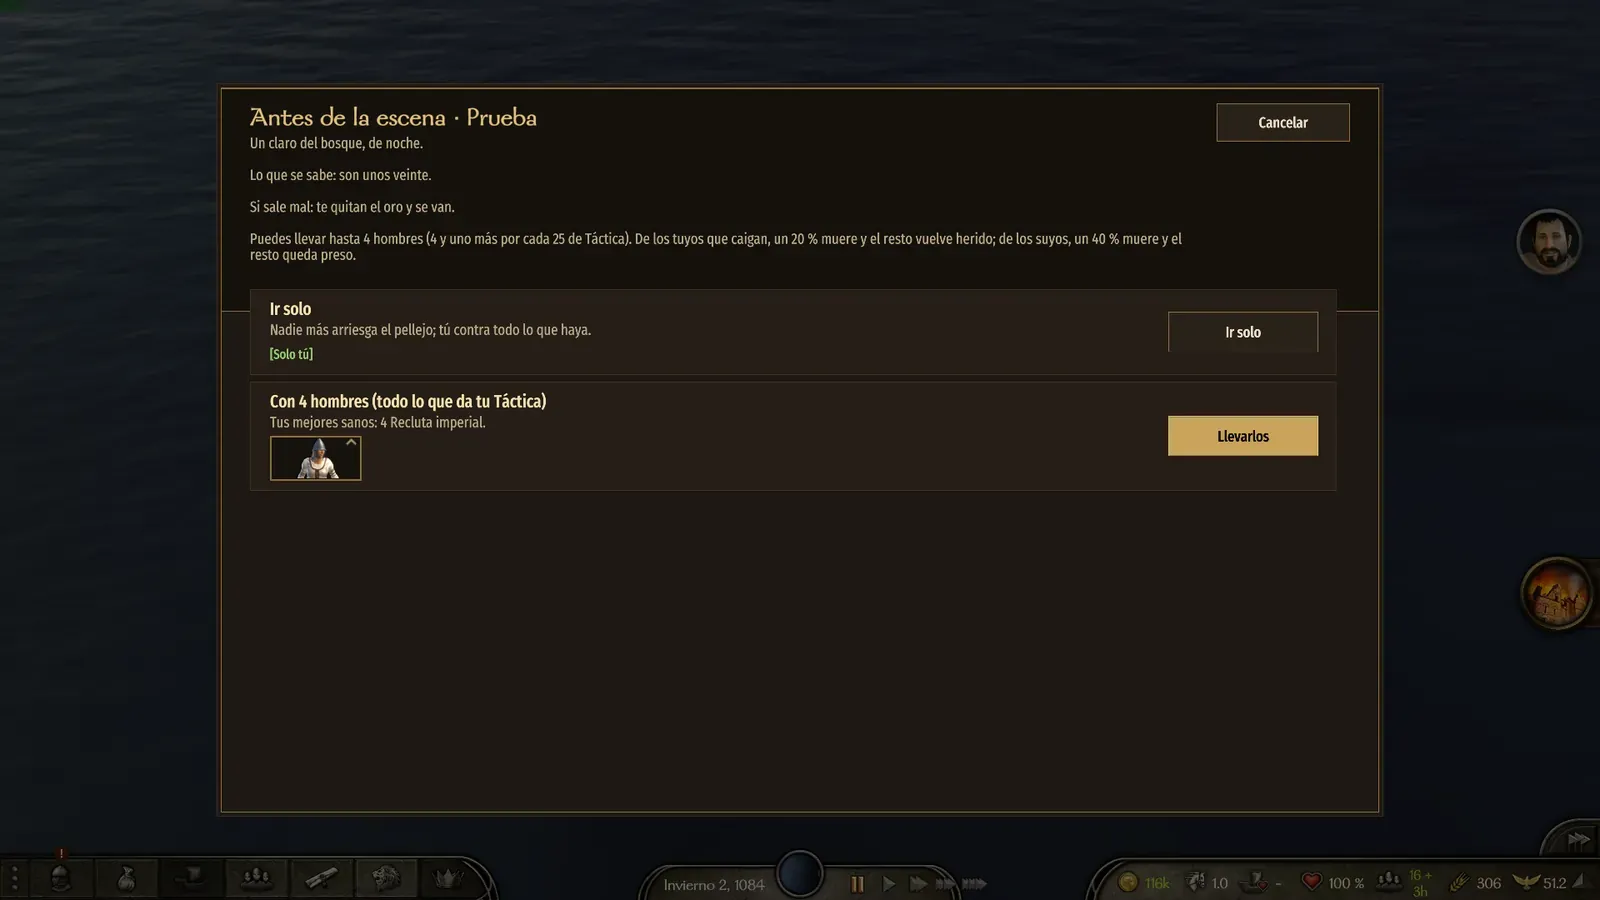 Antes de la escena · Prueba
Cancelar
Un claro del bosque, de noche.
Lo que se sabe: son unos veinte.
Si sale mal: te quitan el oro y se van.
Puedes llevar hasta 4 hombres (4 y uno más por cada 25 de Táctica). De los tuyos que caigan, un 20 % muere y el resto vuelve herido; de los suyos, un 40 % muere y el
resto queda preso.
Ir solo
Nadie más arriesga el pellejo; tú contra todo lo que haya.
[Solo tú]
Ir solo
Con 4 hombres (todo lo que da tu Táctica)
Tus mejores sanos: 4 Recluta imperial.
Llevarlos
!
Invierno 2, 1084
116k
1.0
-
100 %
16 +
3h
306
51.2